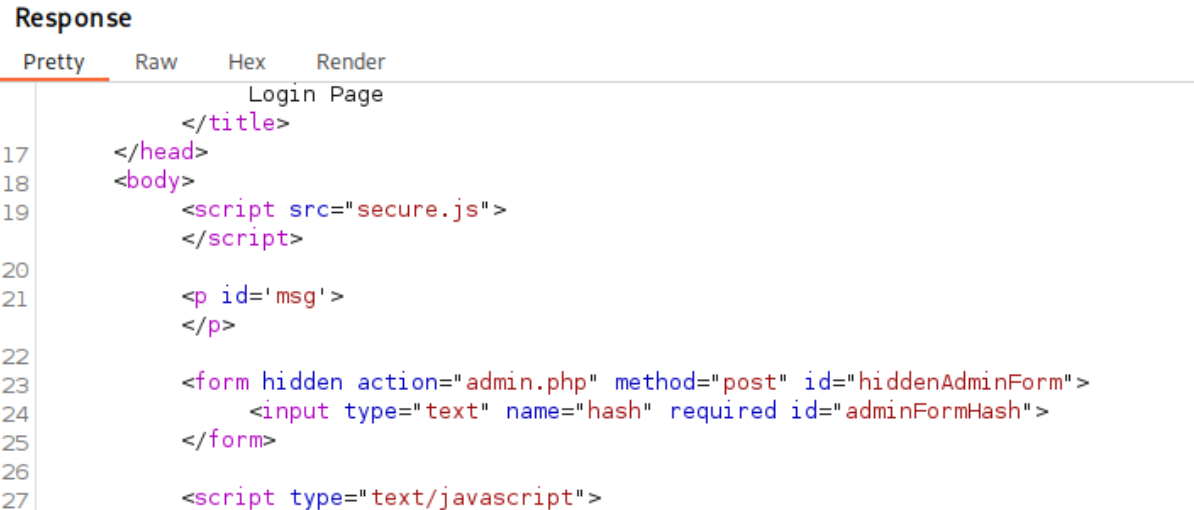 Response
Pretty Raw Hex Render
Login Page
</title>
17 </head>
18 <body>
19 <script src="secure.js">
</script>
20
21 <p id='msg'>
</p>
22
23 <form hidden action="admin.php" method="post" id="hiddenAdminForm">
24 <input type="text" name="hash" required id="adminFormHash">
25 </form>
26
27 <script type="text/javascript">